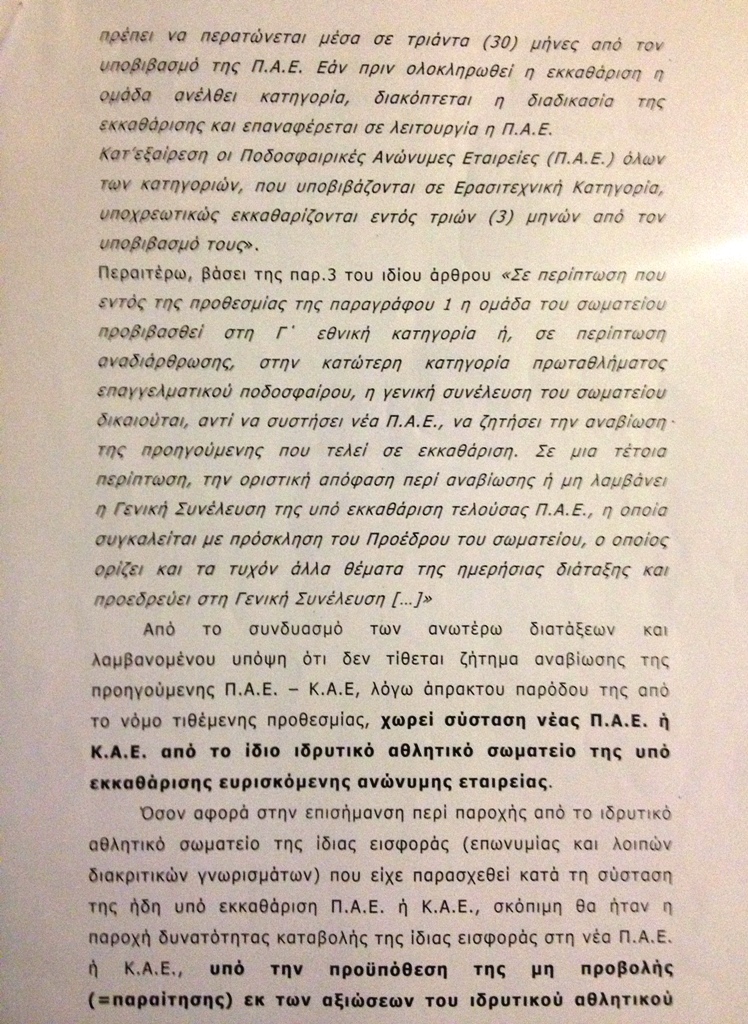 πρέπει να περατώνεται μέσα σε τριάντα (30) μήνες από τον
υποβιβασμό της Π.Α.Ε. Εάν πριν ολοκληρωθεί η εκκαθάριση η
ομάδα ανέλθει κατηγορία, διακόπτεται η διαδικασία της
εκκαθάρισης και επαναφέρεται σε λειτουργία η Π.Α.Ε.
Κατ'εξαίρεση οι Ποδοσφαιρικές Ανώνυμες Εταιρείες (Π.Α.Ε.) όλων
των κατηγοριών, που υποβιβάζονται σε Ερασιτεχνική Κατηγορία,
υποχρεωτικώς εκκαθαρίζονται εντός τριών (3) μηνών από τον
υποβιβασμό τους».
Περαιτέρω, βάσει της παρ.3 του ιδίου άρθρου «Σε περίπτωση που
εντός της προθεσμίας της παραγράφου 1 η ομάδα του σωματείου
προβιβασθεί στη Γ΄ εθνική κατηγορία ή, σε περίπτωση
αναδιάρθρωσης, στην κατώτερη κατηγορία πρωταθλήματος
επαγγελματικού ποδοσφαίρου, η γενική συνέλευση του σωματείου
δικαιούται, αντί να συστήσει νέα Π.Α.Ε., να ζητήσει την αναβίωση
της προηγούμενης που τελεί σε εκκαθάριση. Σε μια τέτοια
περίπτωση, την οριστική απόφαση περί αναβίωσης ή μη λαμβάνει
η Γενική Συνέλευση της υπό εκκαθάριση τελούσας Π.Α.Ε., η οποία
συγκαλείται με πρόσκληση του Προέδρου του σωματείου, ο οποίος
ορίζει και τα τυχόν άλλα θέματα της ημερήσιας διάταξης και
προεδρεύει στη Γενική Συνέλευση [...]»
Από το συνδυασμό των ανωτέρω διατάξεων και
λαμβανομένου υπόψη ότι δεν τίθεται ζήτημα αναβίωσης της
προηγούμενης Π.Α.Ε. – Κ.Α.Ε, λόγω άπρακτου παρόδου της από
το νόμο τιθέμενης προθεσμίας, χωρεί σύσταση νέας Π.Α.Ε. ή
Κ.Α.Ε. από το ίδιο ιδρυτικό αθλητικό σωματείο της υπό
εκκαθάρισης ευρισκόμενης ανώνυμης εταιρείας.
Όσον αφορά στην επισήμανση περί παροχής από το ιδρυτικό
αθλητικό σωματείο της ίδιας εισφοράς (επωνυμίας και λοιπών
διακριτικών γνωρισμάτων) που είχε παρασχεθεί κατά τη σύσταση
της ήδη υπό εκκαθάριση Π.Α.Ε. ή Κ.Α.Ε., σκόπιμη θα ήταν η
παροχή δυνατότητας καταβολής της ίδιας εισφοράς στη νέα Π.Α.Ε.
ή Κ.Α.Ε., υπό την προϋπόθεση της μη προβολής
(=παραίτησης) εκ των αξιώσεων του ιδρυτικού αθλητικού